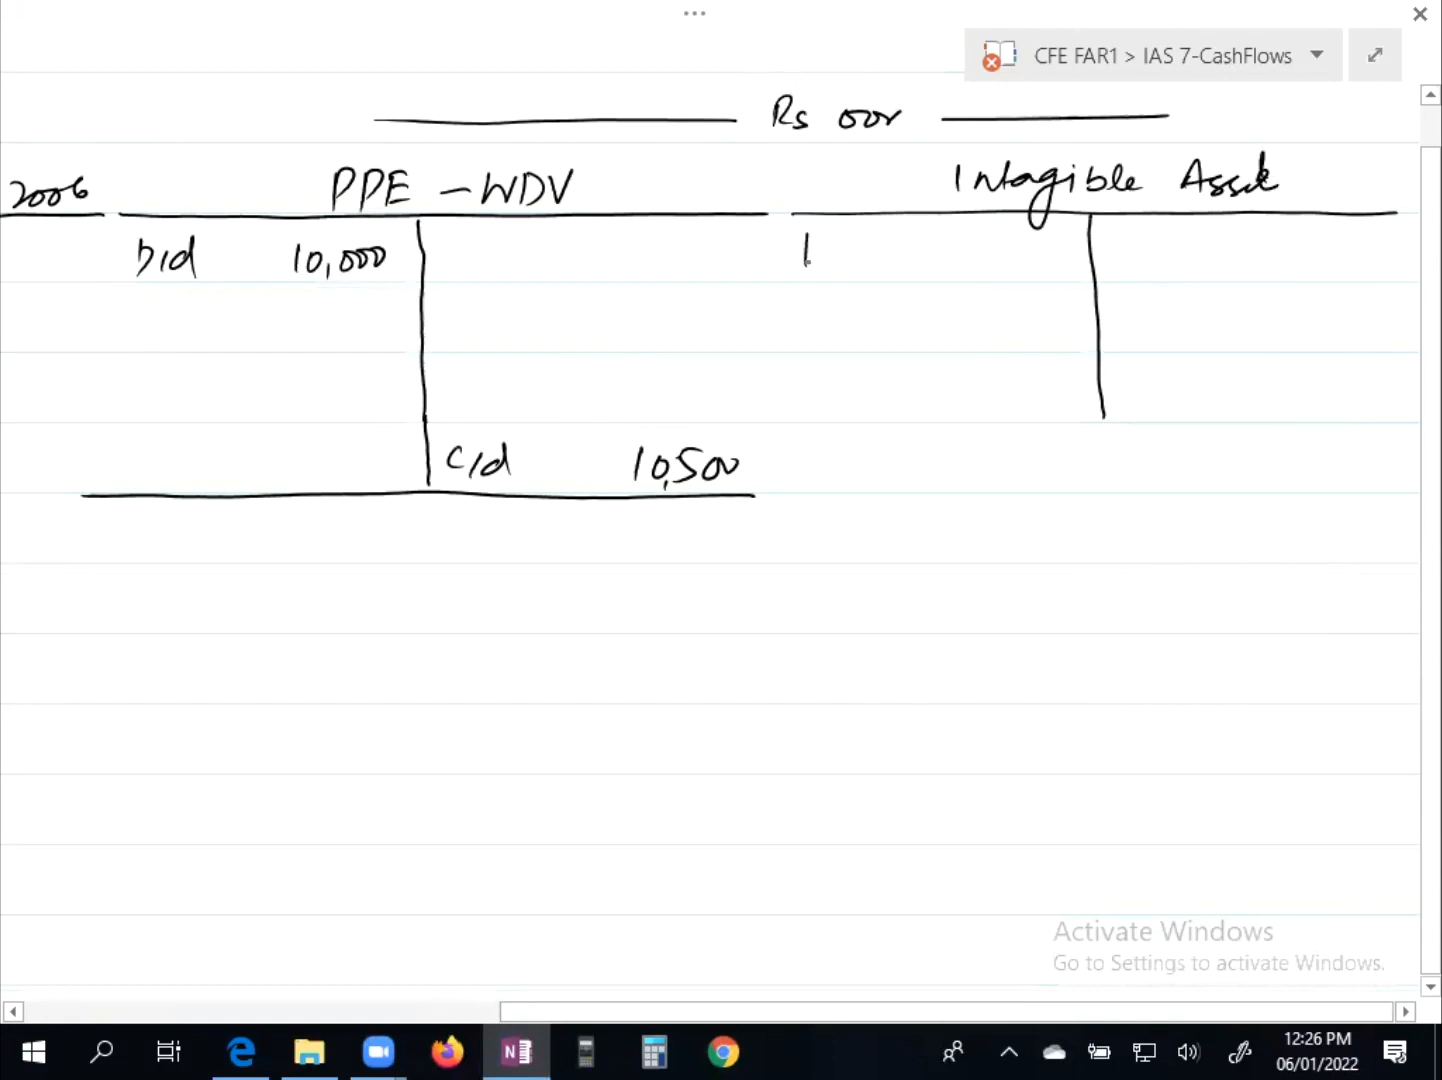 CFE FAR1 > IAS 7-CashFlows
Rs 000
2006 PPE - WDV Intagible Asset
b/d 10,000
c/d 10,500
Activate Windows
Go to Settings to activate Windows.
12:26 PM
06/01/2022